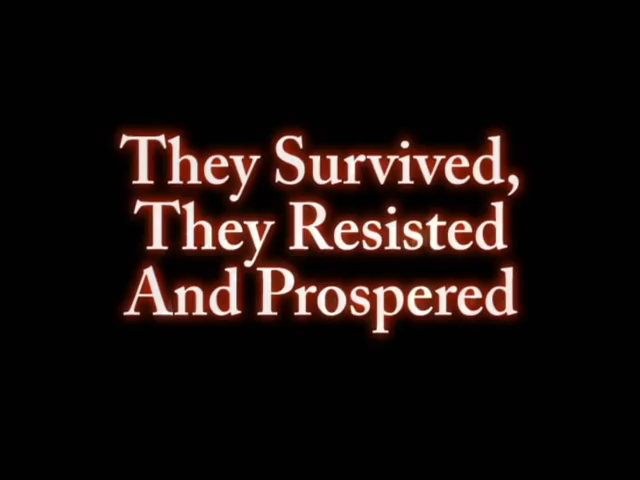 They Survived,
They Resisted
And Prospered